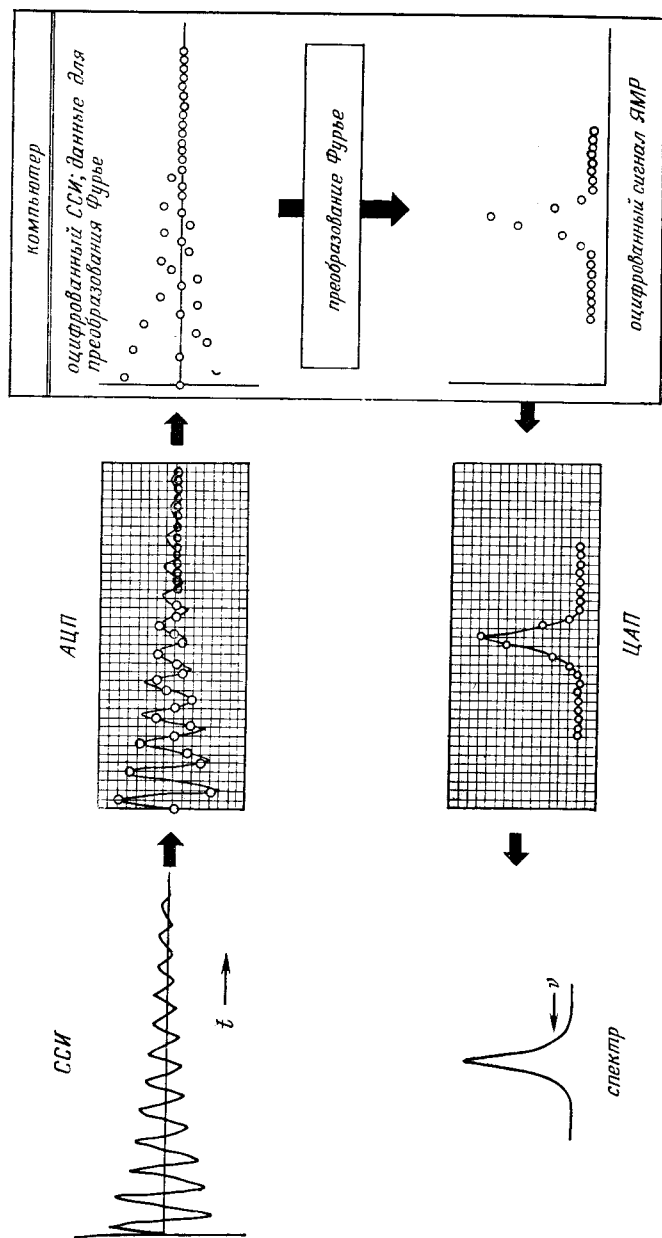 ССИ
t
АЦП
компьютер
оцифрованный ССИ; данные для
преобразования Фурье
преобразование Фурье
оцифрованный сигнал ЯМР
ЦАП
ν
спектр